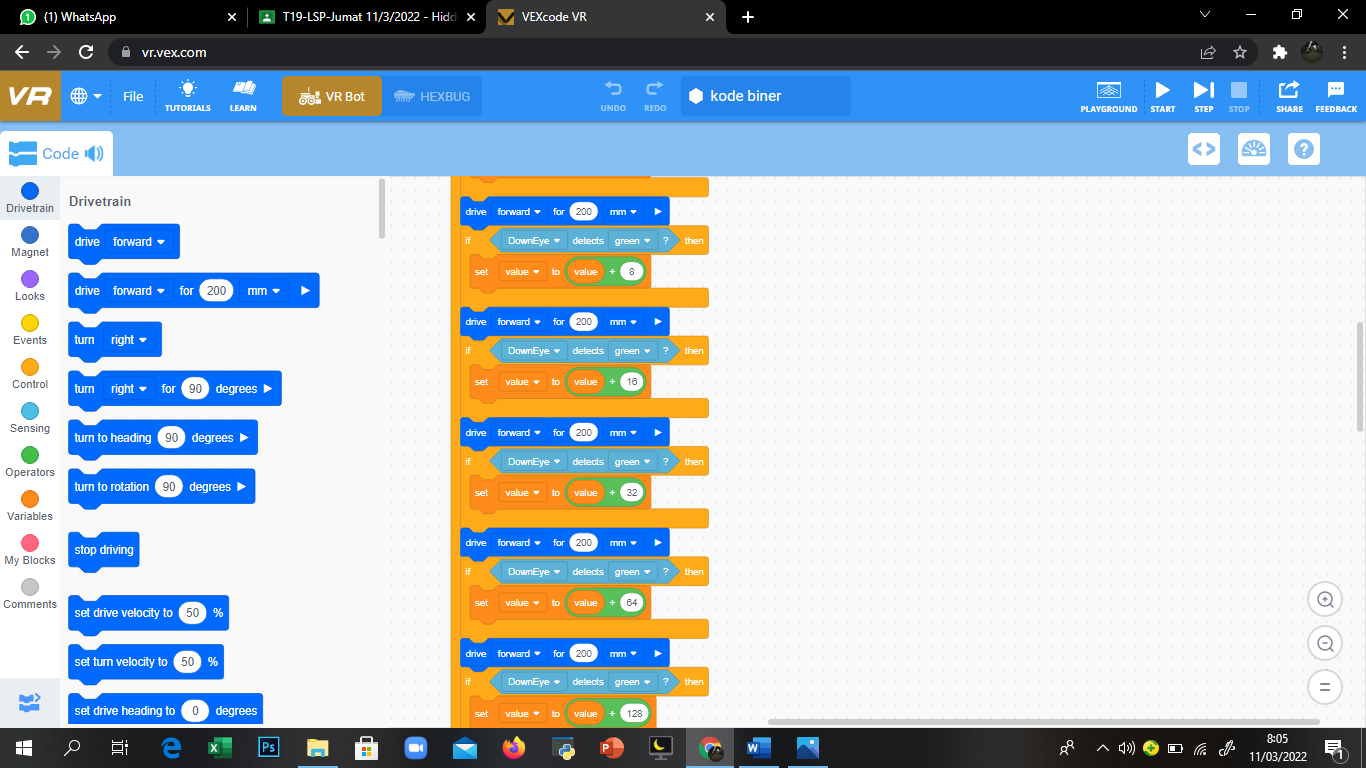 (1) WhatsApp
T19-LSP-Jumat 11/3/2022 - Hidd
VEXcode VR
vr.vex.com
VR
File
TUTORIALS
LEARN
VR Bot
HEXBUG
UNDO
REDO
kode biner
PLAYGROUND
START
STEP
STOP
SHARE
FEEDBACK
Code
Drivetrain
Magnet
Looks
Events
Control
Sensing
Operators
Variables
My Blocks
Comments
Drivetrain
drive forward
drive forward for 200 mm
turn right
turn right for 90 degrees
turn to heading 90 degrees
turn to rotation 90 degrees
stop driving
set drive velocity to 50 %
set turn velocity to 50 %
set drive heading to 0 degrees
drive forward for 200 mm
if DownEye detects green ? then
set value to value + 8
drive forward for 200 mm
if DownEye detects green ? then
set value to value + 16
drive forward for 200 mm
if DownEye detects green ? then
set value to value + 32
drive forward for 200 mm
if DownEye detects green ? then
set value to value + 64
drive forward for 200 mm
if DownEye detects green ? then
set value to value + 128
8:05
11/03/2022
1